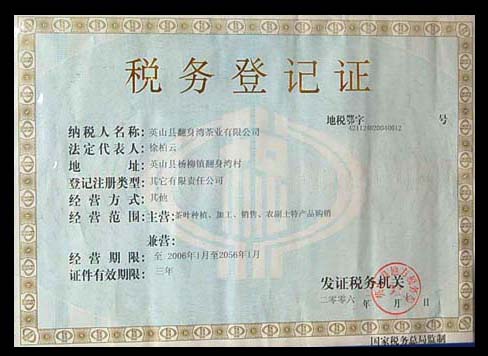 税务登记证
地税鄂字 号
421124020040012
纳税人名称: 英山县翻身湾茶业有限公司
法定代表人: 徐柏云
地 址: 英山县杨柳镇翻身湾村
登记注册类型: 其它有限责任公司
经营方式: 其他
经营范围: 主营: 茶叶种植、加工、销售、农副土特产品购销
兼营:
经营期限: 至 2006年1月至2056年1月
证件有效期限: 三年
发证税务机关
二零零六 年 月 日
国家税务总局监制